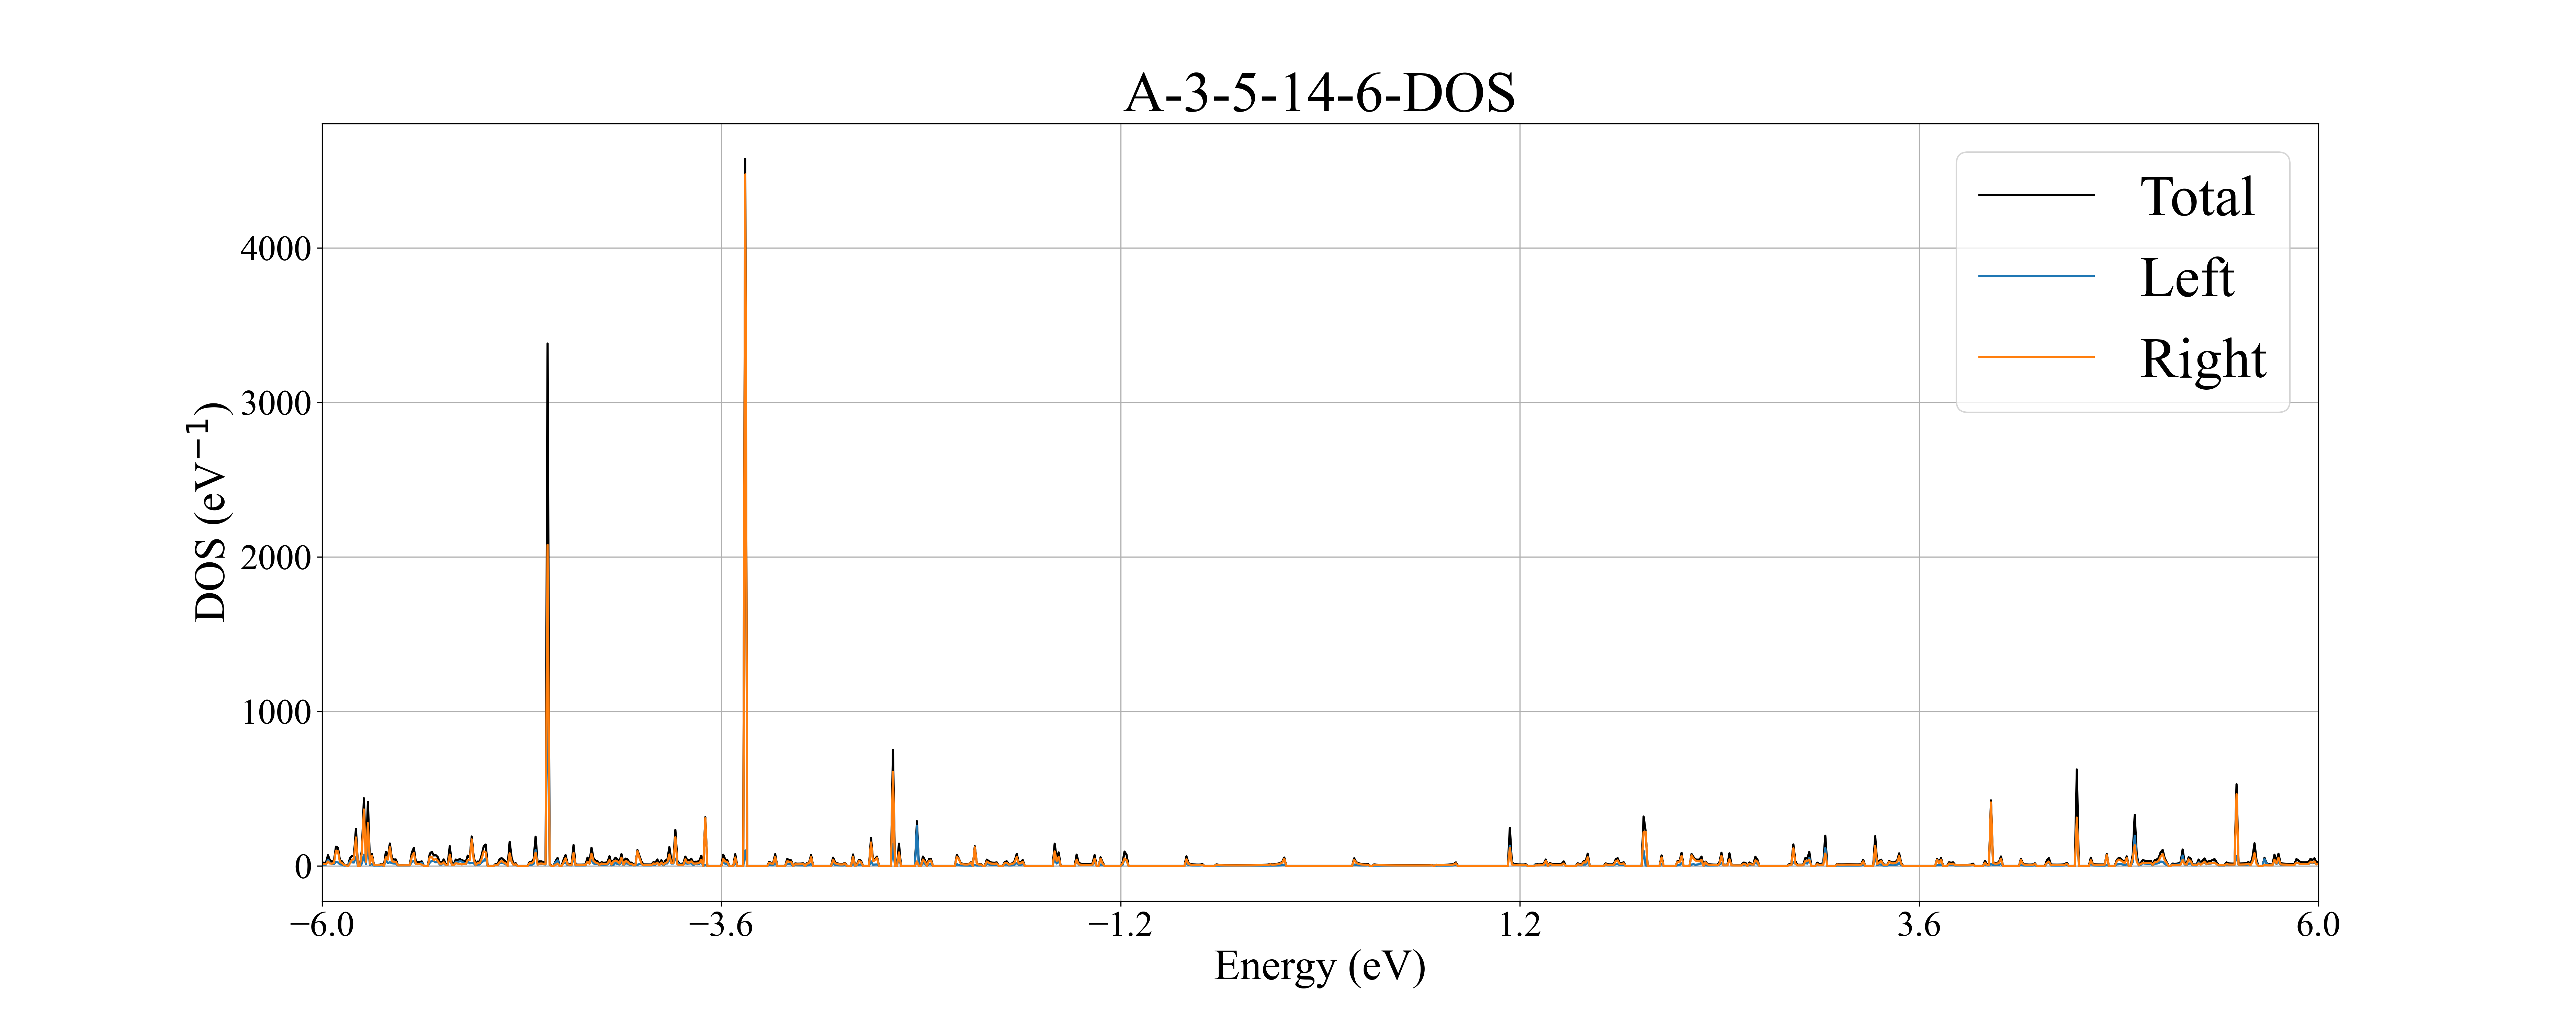 A-3-5-14-6-DOS
Total
Left
Right
DOS (eV⁻¹)
4000
3000
2000
1000
0
−6.0 −3.6 −1.2 1.2 3.6 6.0
Energy (eV)